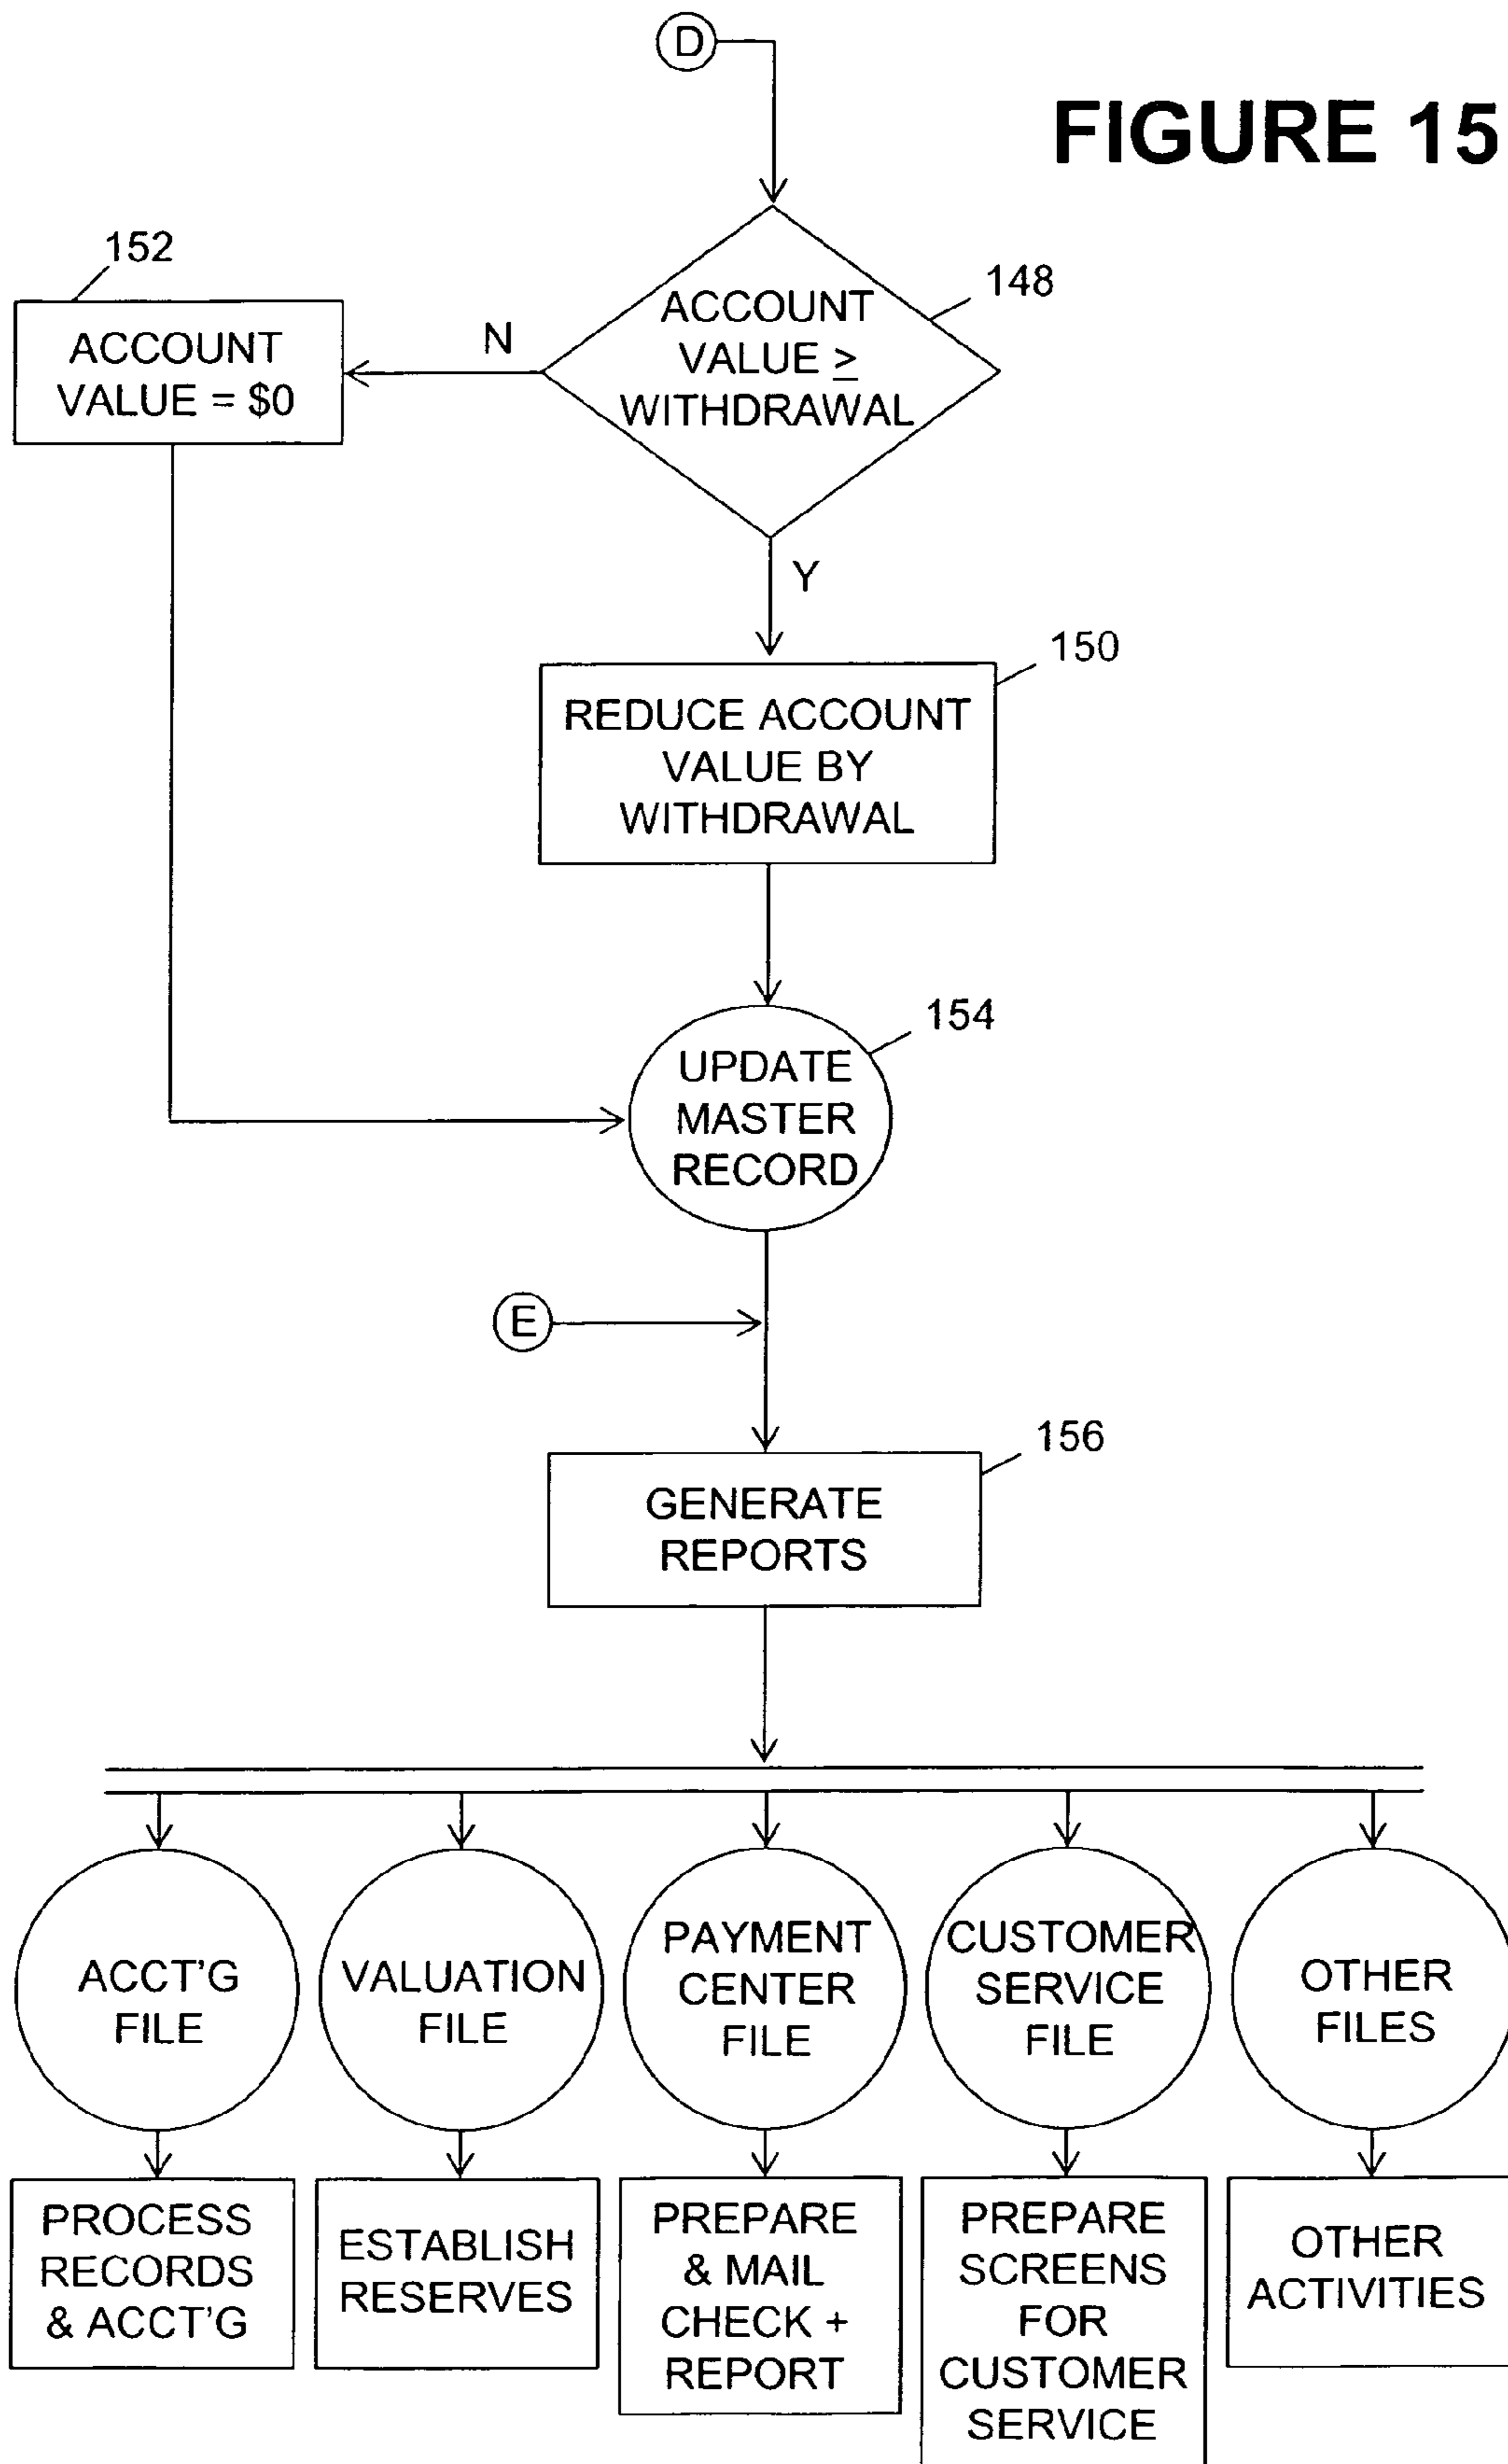 D
FIGURE 15
152
148
ACCOUNT
VALUE ≥
WITHDRAWAL
N
ACCOUNT
VALUE = $0
Y
150
REDUCE ACCOUNT
VALUE BY
WITHDRAWAL
154
UPDATE
MASTER
RECORD
E
156
GENERATE
REPORTS
ACCT'G
FILE
VALUATION
FILE
PAYMENT
CENTER
FILE
CUSTOMER
SERVICE
FILE
OTHER
FILES
PROCESS
RECORDS
& ACCT'G
ESTABLISH
RESERVES
PREPARE
& MAIL
CHECK +
REPORT
PREPARE
SCREENS
FOR
CUSTOMER
SERVICE
OTHER
ACTIVITIES